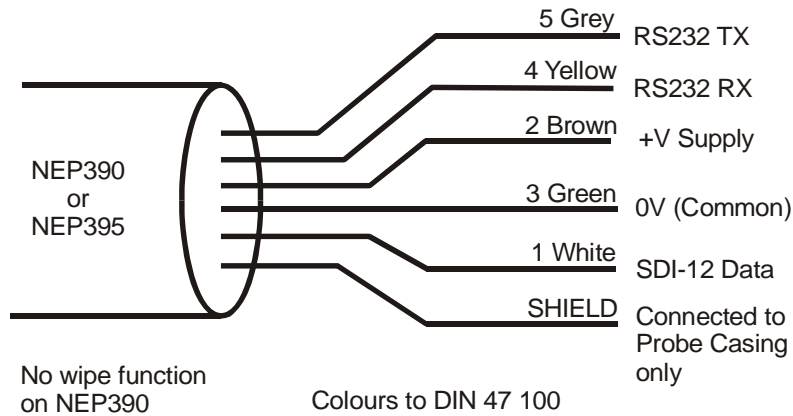 5 Grey
RS232 TX
4 Yellow
RS232 RX
2 Brown
+V Supply
NEP390
or
NEP395
3 Green
0V (Common)
1 White
SDI-12 Data
SHIELD
Connected to
Probe Casing
only
No wipe function
on NEP390
Colours to DIN 47 100